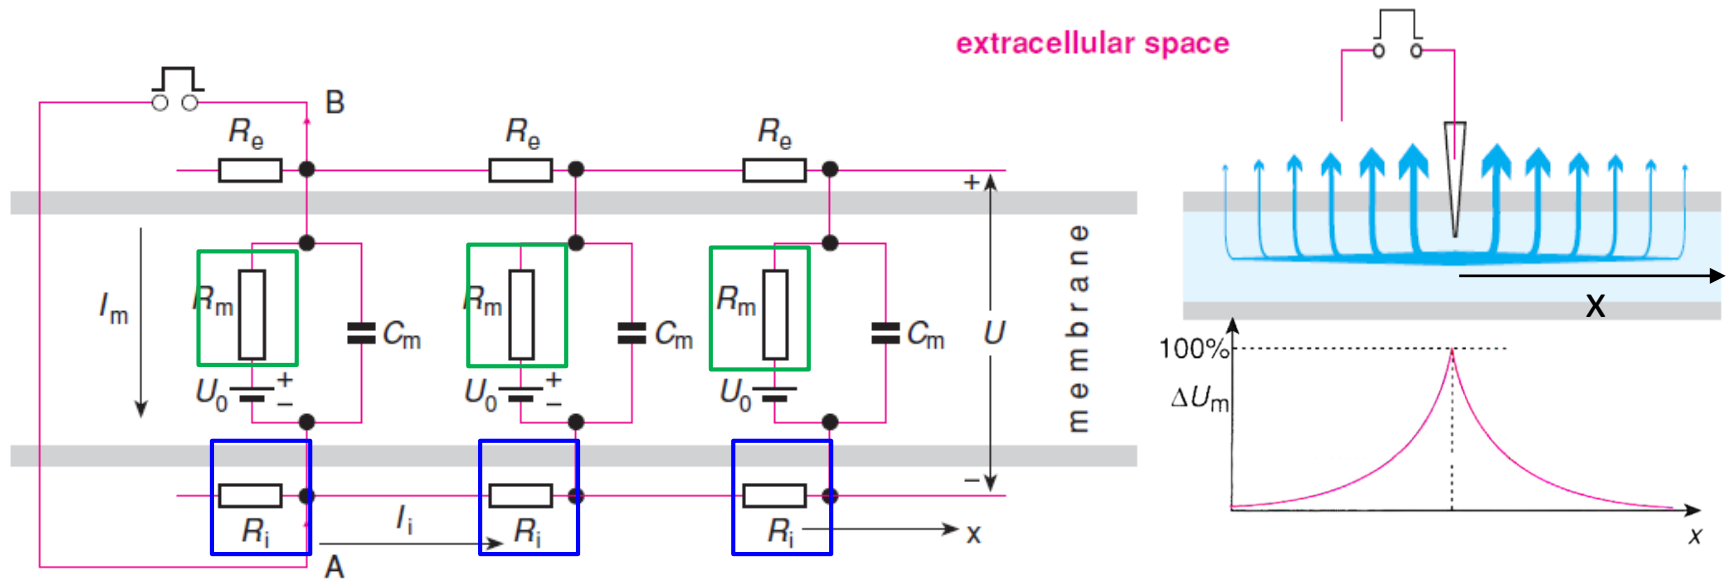 extracellular space
B
Re
Re
Re
+
Im
Rm
Cm
Rm
Cm
Rm
Cm
U
membrane
U0
+
−
U0
+
−
U0
−
Ri
Ii
Ri
Ri
x
A
X
100%
ΔUm
x